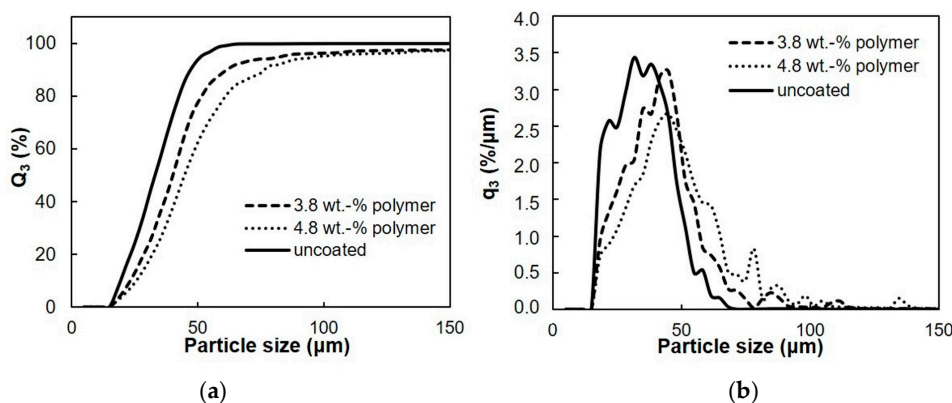 100
80
60
40
20
0
Q3 (%)
3.8 wt.-% polymer
4.8 wt.-% polymer
uncoated
0
50
100
150
Particle size (µm)
(a)
4.0
3.5
3.0
2.5
2.0
1.5
1.0
0.5
0.0
q3 (%/µm)
3.8 wt.-% polymer
4.8 wt.-% polymer
uncoated
0
50
100
150
Particle size (µm)
(b)